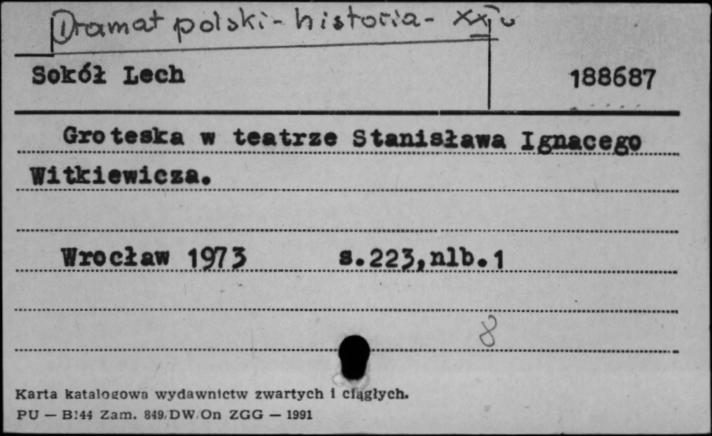 Dramat polski - historia - XX w
Sokół Lech 188687
Groteska w teatrze Stanisława Ignacego
Witkiewicza.
Wrocław 1973 s.223,nlb.1
8
Karta katalogowa wydawnictw zwartych i ciągłych.
PU — B:44 Zam. 849. DW. On ZGG — 1991